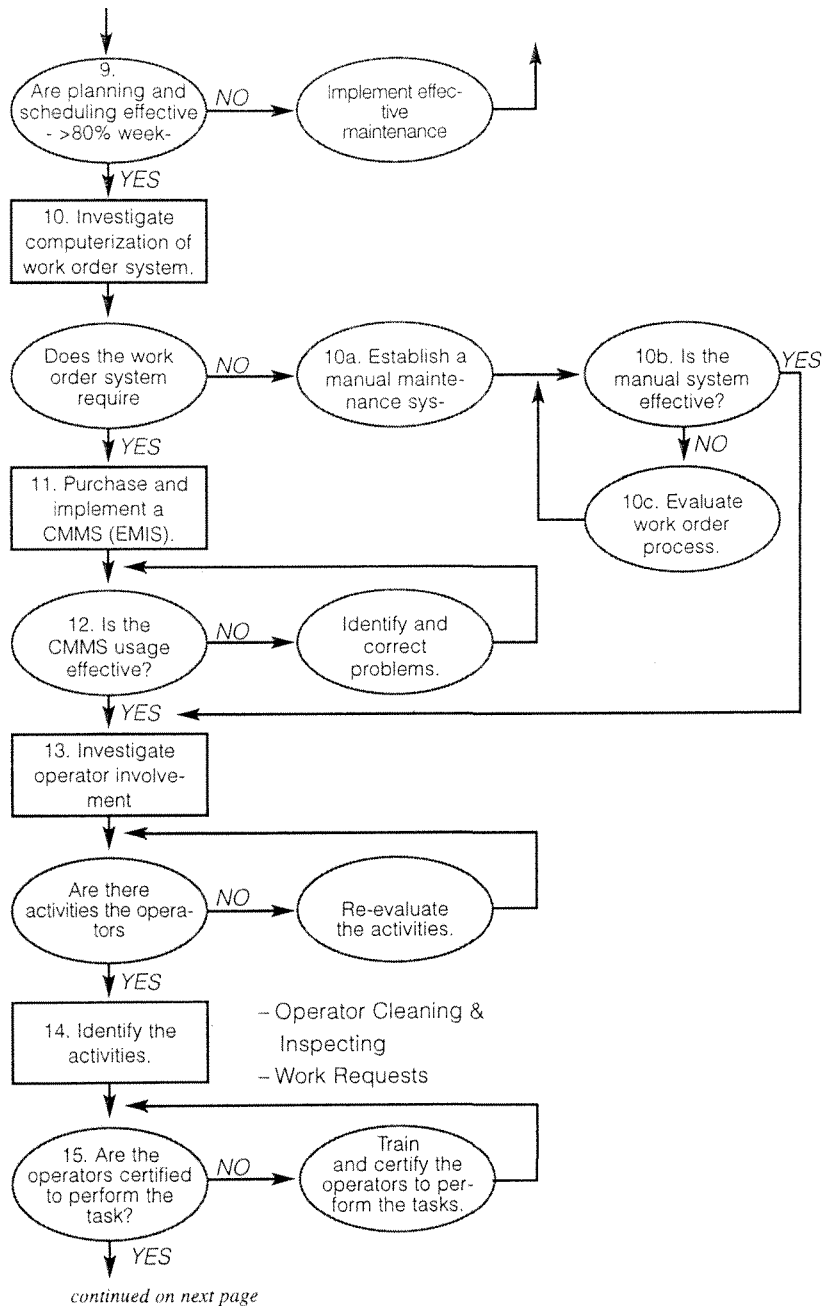 9.
Are planning and
scheduling effective
- >80% week-
NO
Implement effec-
tive
maintenance
YES
10. Investigate
computerization of
work order system.
Does the work
order system
require
NO
10a. Establish a
manual mainte-
nance sys-
10b. Is the
manual system
effective?
YES
NO
10c. Evaluate
work order
process.
YES
11. Purchase and
implement a
CMMS (EMIS).
12. Is the
CMMS usage
effective?
NO
Identify and
correct
problems.
YES
13. Investigate
operator involve-
ment
Are there
activities the opera-
tors
NO
Re-evaluate
the activities.
YES
14. Identify the
activities.
– Operator Cleaning &
Inspecting
– Work Requests
15. Are the
operators certified
to perform the
task?
NO
Train
and certify the
operators to per-
form the tasks.
YES
continued on next page